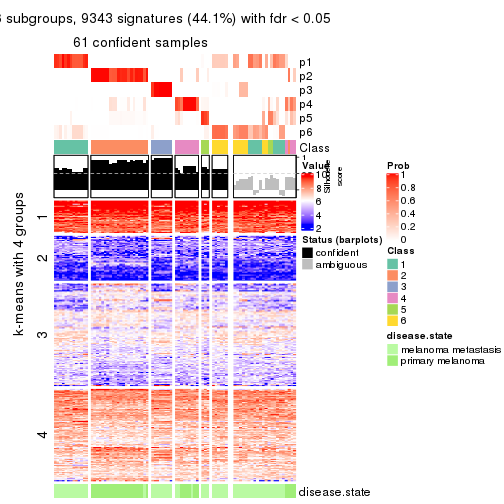 subgroups, 9343 signatures (44.1%) with fdr < 0.05
61 confident samples
p1
p2
p3
p4
p5
p6
Class
1
Silhouette
score
k-means with 4 groups
1
2
3
4
disease.state
Value
10
8
6
4
2
Status (barplots)
confident
ambiguous
Prob
1
0.8
0.6
0.4
0.2
0
Class
1
2
3
4
5
6
disease.state
melanoma metastasis
primary melanoma